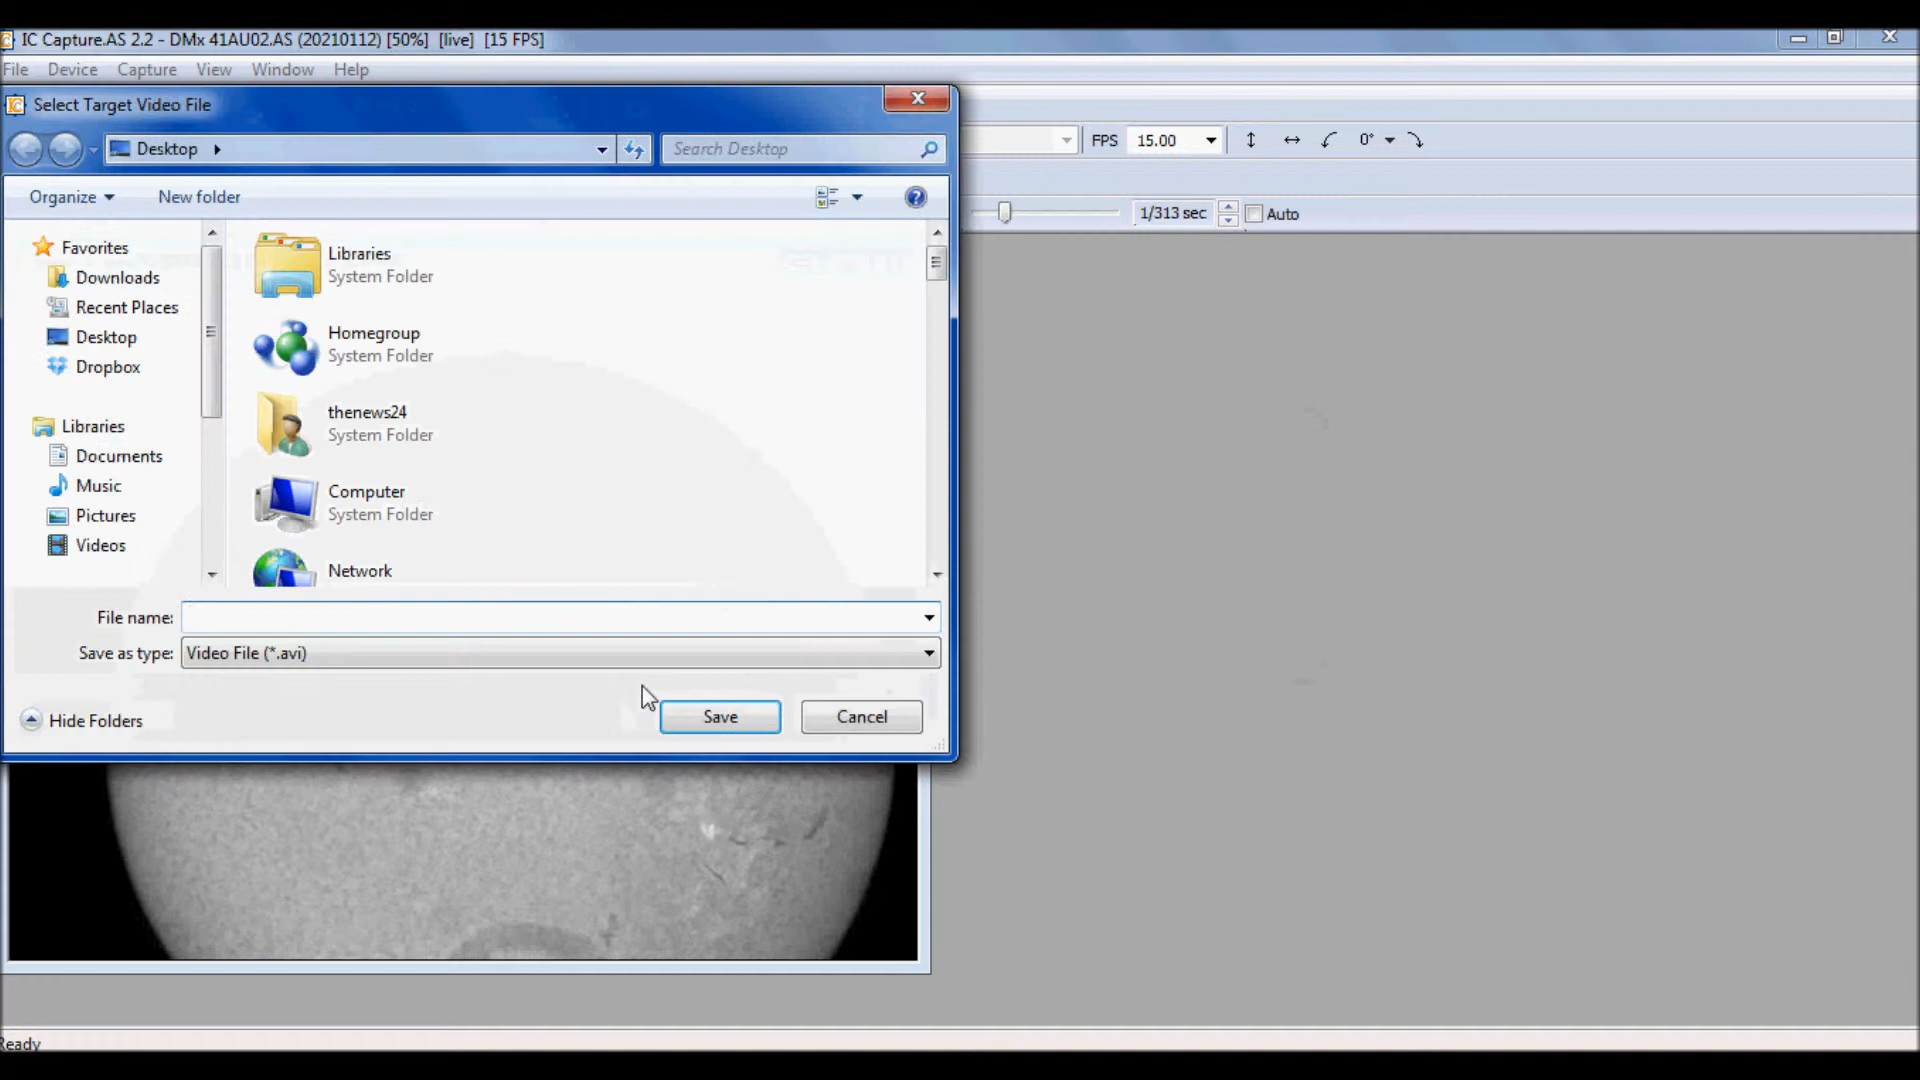 IC Capture.AS 2.2 - DMx 41AU02.AS (20210112) [50%] [live] [15 FPS]
File Device Capture View Window Help
Select Target Video File
Desktop
Search Desktop
FPS 15.00
0°
Organize
New folder
1/313 sec
Auto
Favorites
Downloads
Recent Places
Desktop
Dropbox
Libraries
Documents
Music
Pictures
Videos
Libraries
System Folder
Homegroup
System Folder
thenews24
System Folder
Computer
System Folder
Network
File name:
Save as type: Video File (*.avi)
Hide Folders
Save
Cancel
Ready